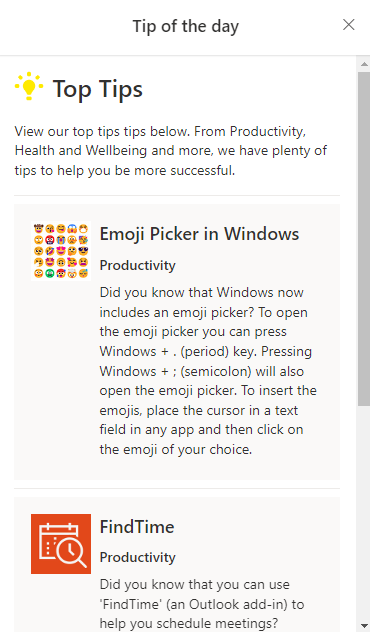 Tip of the day
Top Tips
View our top tips tips below. From Productivity,
Health and Wellbeing and more, we have plenty of
tips to help you be more successful.
Emoji Picker in Windows
Productivity
Did you know that Windows now
includes an emoji picker? To open
the emoji picker you can press
Windows + . (period) key. Pressing
Windows + ; (semicolon) will also
open the emoji picker. To insert the
emojis, place the cursor in a text
field in any app and then click on
the emoji of your choice.
FindTime
Productivity
Did you know that you can use
'FindTime' (an Outlook add-in) to
help you schedule meetings?